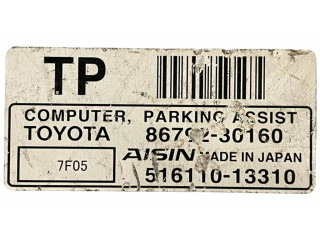 TP
COMPUTER, PARKING ASSIST
TOYOTA 86792-30160
7F05 AISIN MADE IN JAPAN
516110-13310